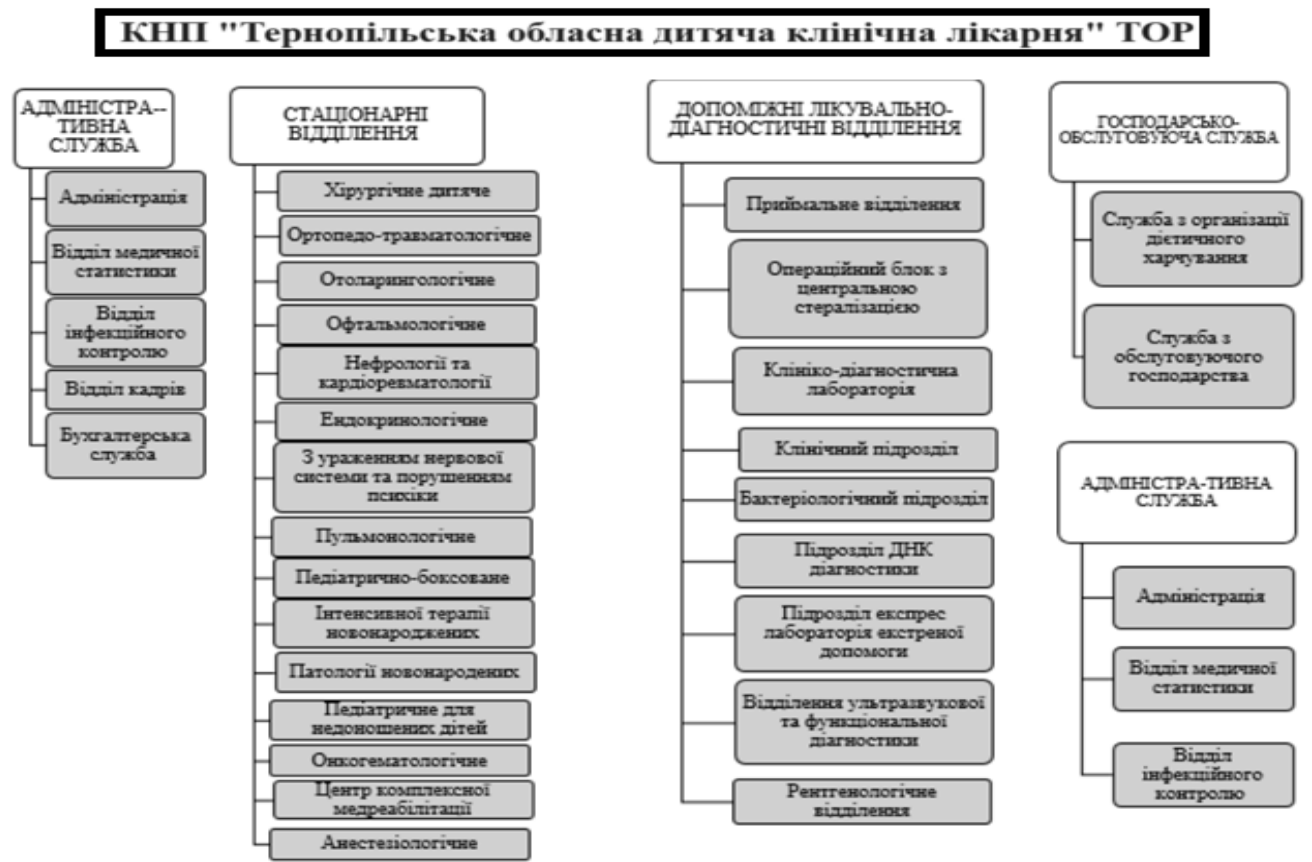 КНП "Тернопільська обласна дитяча клінічна лікарня" ТОР
АДМІНІСТРА--
ТИВНА
СЛУЖБА
Адміністрація
Відділ медичної
статистики
Відділ
інфекційного
контролю
Відділ кадрів
Бухгалтерська
служба
СТАЦІОНАРНІ
ВІДДІЛЕННЯ
Хірургічне дитяче
Ортопедо-травматологічне
Отоларингологічне
Офтальмологічне
Нефрології та
кардіоревматології
Ендокринологічне
З ураженням нервової
системи та порушенням
психіки
Пульмонологічне
Педіатрично-боксоване
Інтенсивної терапії
новонароджених
Патології новонародених
Педіатричне для
недоношених дітей
Онкогематологічне
Центр комплексної
медреабілітації
Анестезіологічне
ДОПОМІЖНІ ЛІКУВАЛЬНО-
ДІАГНОСТИЧНІ ВІДДІЛЕННЯ
Приймальне відділення
Операційний блок з
центральною
стералізацією
Клініко-діагностична
лабораторія
Клінічний підрозділ
Бактеріологічний підрозділ
Підрозділ ДНК
діагностики
Підрозділ експрес
лабораторія екстреної
допомоги
Відділення ультразвукової
та функціональної
діагностики
Рентгенологічне
відділення
ГОСПОДАРСЬКО-
ОБСЛУГОВУЮЧА СЛУЖБА
Служба з організації
дієтичного
харчування
Служба з
обслуговуючого
господарства
АДМІНІСТРА-ТИВНА
СЛУЖБА
Адміністрація
Відділ медичної
статистики
Відділ
інфекційного
контролю